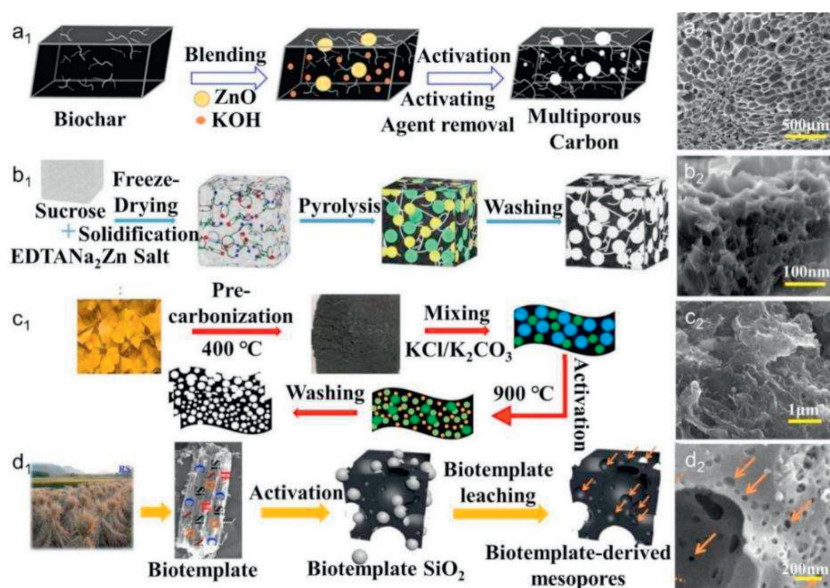 a₁
Blending
ZnO
KOH
Biochar
Activation
Activating
Agent removal
Multiporous
Carbon
500μm
b₁
Sucrose
+
EDTANa₂Zn Salt
Freeze-
Drying
Solidification
Pyrolysis
Washing
b₂
100nm
c₁
Pre-
carbonization
400 °C
Mixing
KCl/K₂CO₃
Activation
900 °C
Washing
c₂
1μm
d₁
RS
Biotemplate
Activation
Biotemplate SiO₂
Biotemplate
leaching
Biotemplate-derived
mesopores
d₂
200nm